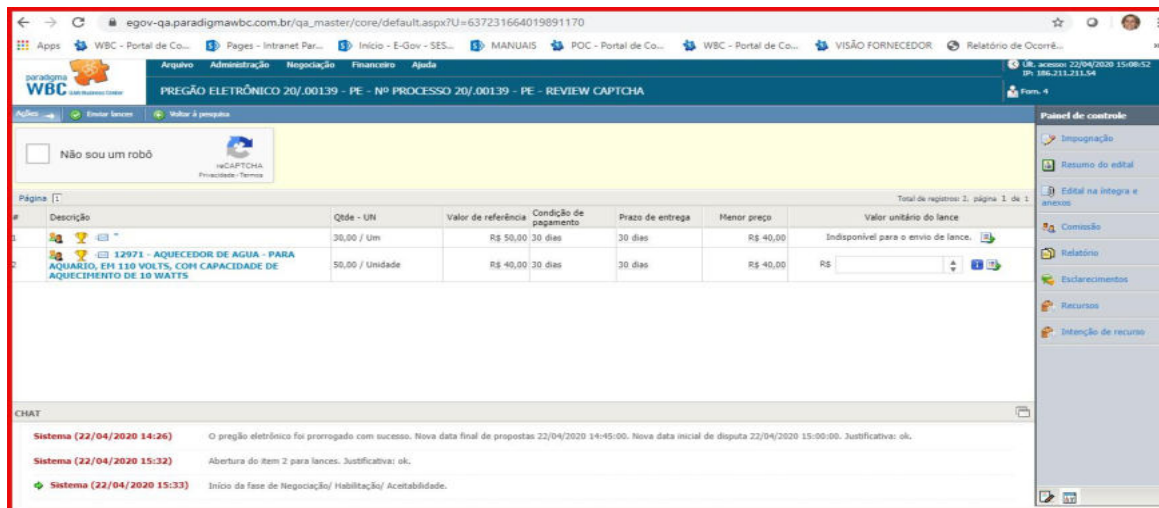 egov-qa.paradigmawbc.com.br/qa_master/core/default.aspx?U=637231664019891170
Apps WBC - Portal de Co... Pages - Intranet Par... Início - E-Gov - SES... MANUAIS POC - Portal de Co... WBC - Portal de Co... VISÃO FORNECEDOR Relatório de Ocorrê...
paradigma
WBC
Arquivo Administração Negociação Financeiro Ajuda
Últ. acesso: 22/04/2020 15:00:52
IP: 186.211.211.54
PREGÃO ELETRÔNICO 20/.00139 - PE - Nº PROCESSO 20/.00139 - PE - REVIEW CAPTCHA
Forn. 4
Ações Enviar lances Voltar à pesquisa
Painel de controle
Não sou um robô
reCAPTCHA
Privacidade - Termos
Impugnação
Resumo do edital
Edital na íntegra e
anexos
Comissão
Relatório
Esclarecimentos
Recursos
Intenção de recurso
Página 1
Total de registros: 2, página 1 de 1
# Descrição Qtde - UN Valor de referência Condição de pagamento Prazo de entrega Menor preço Valor unitário do lance
1 " 30,00 / Um R$ 50,00 30 dias 30 dias R$ 40,00 Indisponível para o envio de lance.
2 12971 - AQUECEDOR DE AGUA - PARA
AQUARIO, EM 110 VOLTS, COM CAPACIDADE DE
AQUECIMENTO DE 10 WATTS
50,00 / Unidade R$ 40,00 30 dias 30 dias R$ 40,00 R$
CHAT
Sistema (22/04/2020 14:26) O pregão eletrônico foi prorrogado com sucesso. Nova data final de propostas 22/04/2020 14:45:00. Nova data inicial de disputa 22/04/2020 15:00:00. Justificativa: ok.
Sistema (22/04/2020 15:32) Abertura do item 2 para lances. Justificativa: ok.
Sistema (22/04/2020 15:33) Início da fase de Negociação/ Habilitação/ Aceitabilidade.